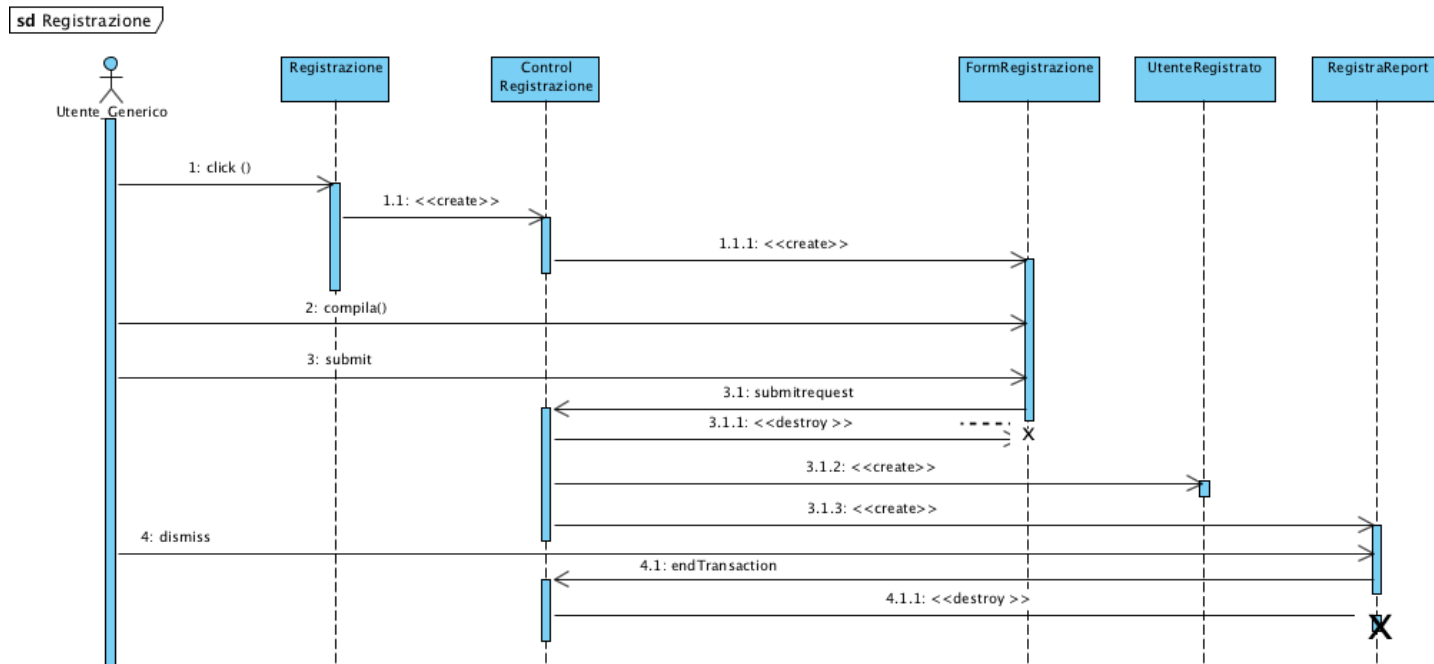 sd Registrazione
Utente_Generico
Registrazione
Control
Registrazione
FormRegistrazione
UtenteRegistrato
RegistraReport
1: click ()
1.1: <<create>>
1.1.1: <<create>>
2: compila()
3: submit
3.1: submitrequest
3.1.1: <<destroy >>
3.1.2: <<create>>
3.1.3: <<create>>
4: dismiss
4.1: endTransaction
4.1.1: <<destroy >>